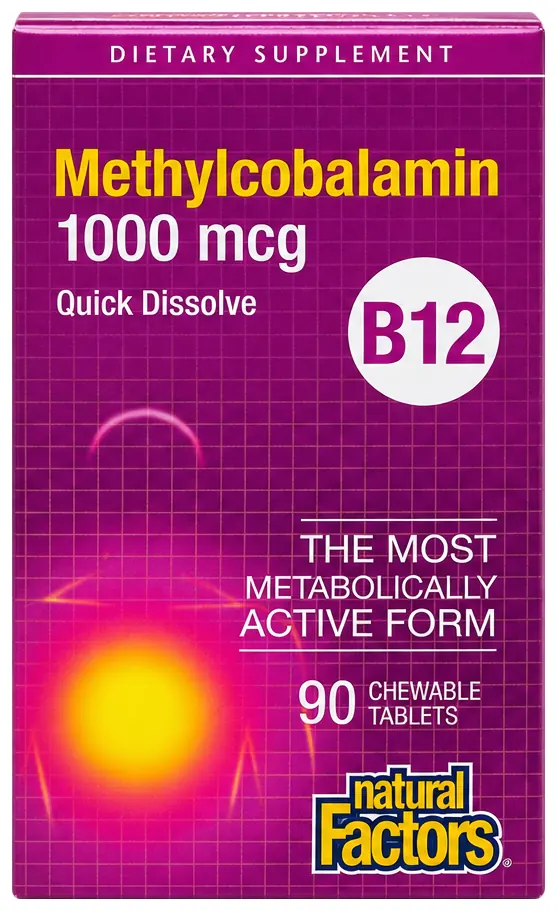 DIETARY SUPPLEMENT
Methylcobalamin
1000 mcg
Quick Dissolve
B12
THE MOST
METABOLICALLY
ACTIVE FORM
90 CHEWABLE
TABLETS
natural
Factors®